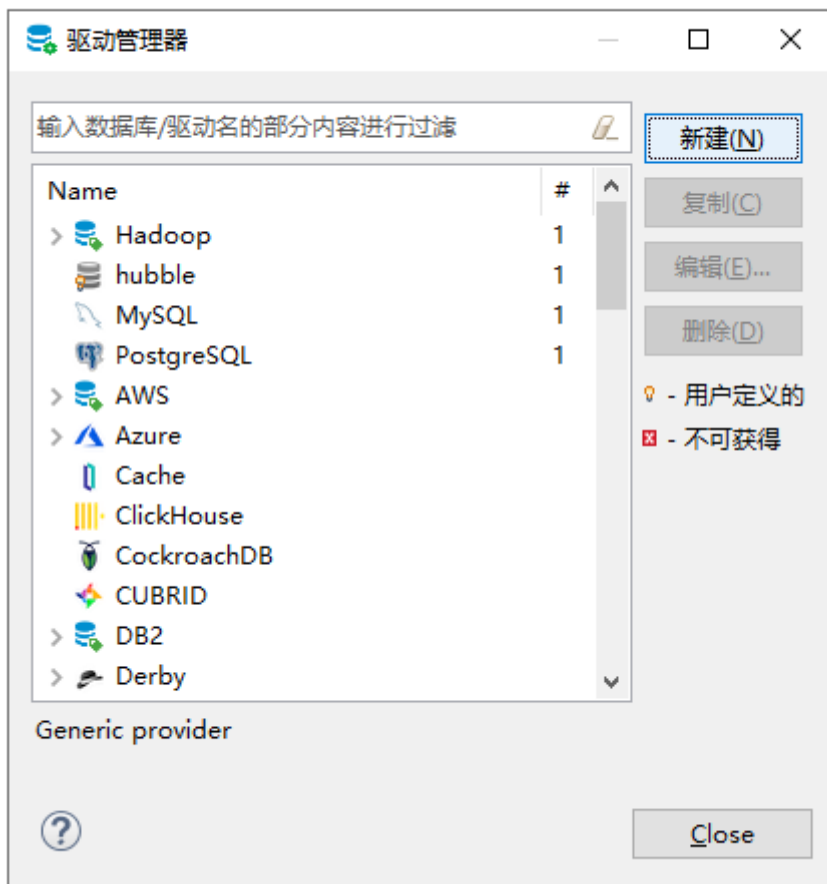 驱动管理器
输入数据库/驱动名的部分内容进行过滤
新建(N)
Name #
复制(C)
Hadoop 1
hubble 1
编辑(E)...
MySQL 1
删除(D)
PostgreSQL 1
AWS
- 用户定义的
Azure
- 不可获得
Cache
ClickHouse
CockroachDB
CUBRID
DB2
Derby
Generic provider
Close